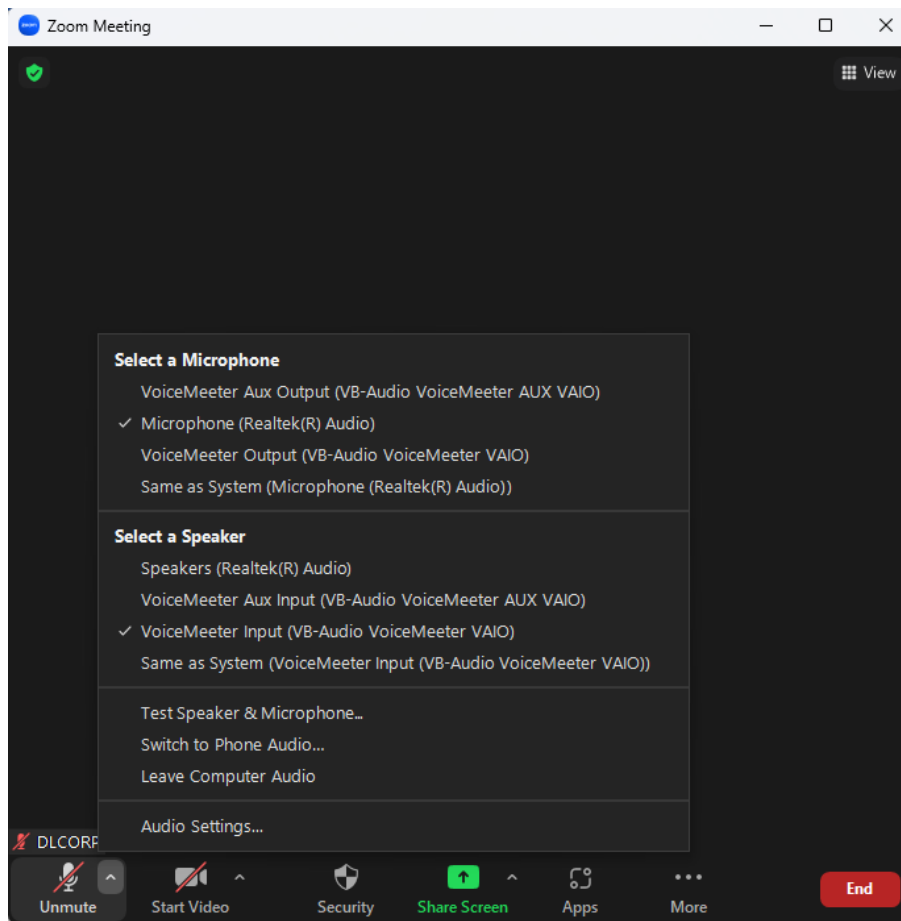 zoom Zoom Meeting
View
Select a Microphone
VoiceMeeter Aux Output (VB-Audio VoiceMeeter AUX VAIO)
Microphone (Realtek(R) Audio)
VoiceMeeter Output (VB-Audio VoiceMeeter VAIO)
Same as System (Microphone (Realtek(R) Audio))
Select a Speaker
Speakers (Realtek(R) Audio)
VoiceMeeter Aux Input (VB-Audio VoiceMeeter AUX VAIO)
VoiceMeeter Input (VB-Audio VoiceMeeter VAIO)
Same as System (VoiceMeeter Input (VB-Audio VoiceMeeter VAIO))
Test Speaker & Microphone...
Switch to Phone Audio...
Leave Computer Audio
Audio Settings...
DLCORP
Unmute Start Video Security Share Screen Apps More End